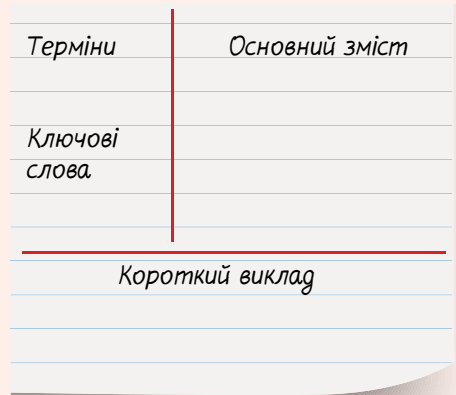 Терміни
Основний зміст
Ключові
слова
Короткий виклад